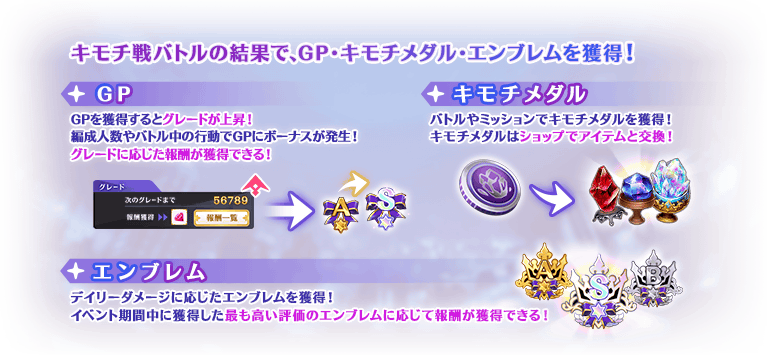 キモチ戦バトルの結果で、GP・キモチメダル・エンブレムを獲得!
GP
GPを獲得するとグレードが上昇!
編成人数やバトル中の行動でGPにボーナスが発生!
グレードに応じた報酬が獲得できる!
グレード
次のグレードまで 56789
報酬獲得 報酬一覧
A S
キモチメダル
バトルやミッションでキモチメダルを獲得!
キモチメダルはショップでアイテムと交換!
エンブレム
デイリーダメージに応じたエンブレムを獲得!
イベント期間中に獲得した最も高い評価のエンブレムに応じて報酬が獲得できる!
A S B